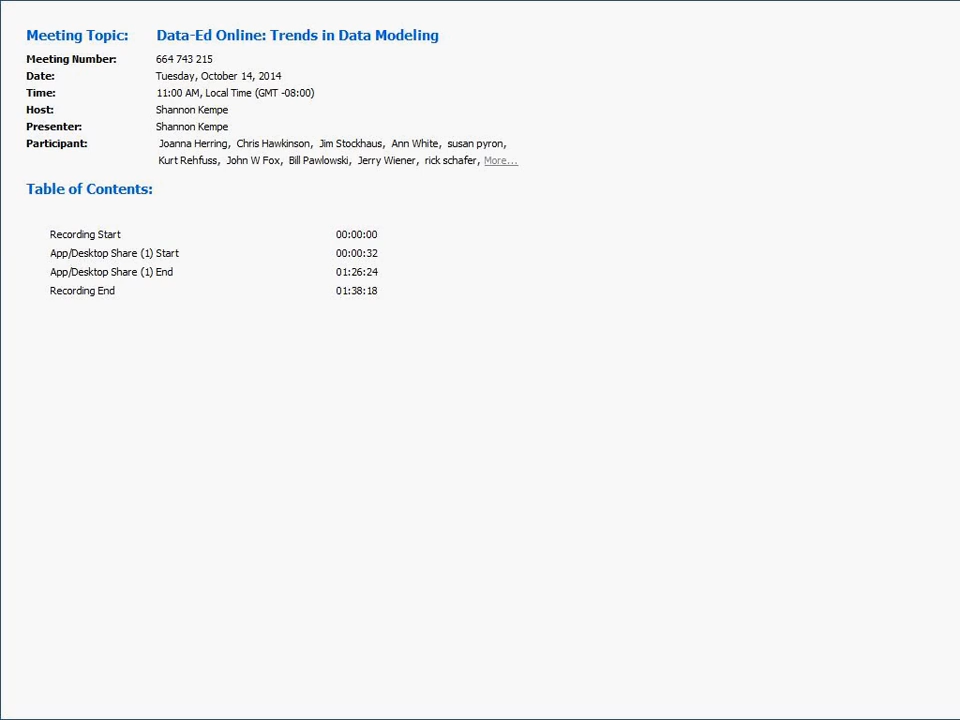 Meeting Topic: Data-Ed Online: Trends in Data Modeling
Meeting Number: 664 743 215
Date: Tuesday, October 14, 2014
Time: 11:00 AM, Local Time (GMT -08:00)
Host: Shannon Kempe
Presenter: Shannon Kempe
Participant: Joanna Herring, Chris Hawkinson, Jim Stockhaus, Ann White, susan pyron,
Kurt Rehfuss, John W Fox, Bill Pawlowski, Jerry Wiener, rick schafer, More...
Table of Contents:
Recording Start 00:00:00
App/Desktop Share (1) Start 00:00:32
App/Desktop Share (1) End 01:26:24
Recording End 01:38:18